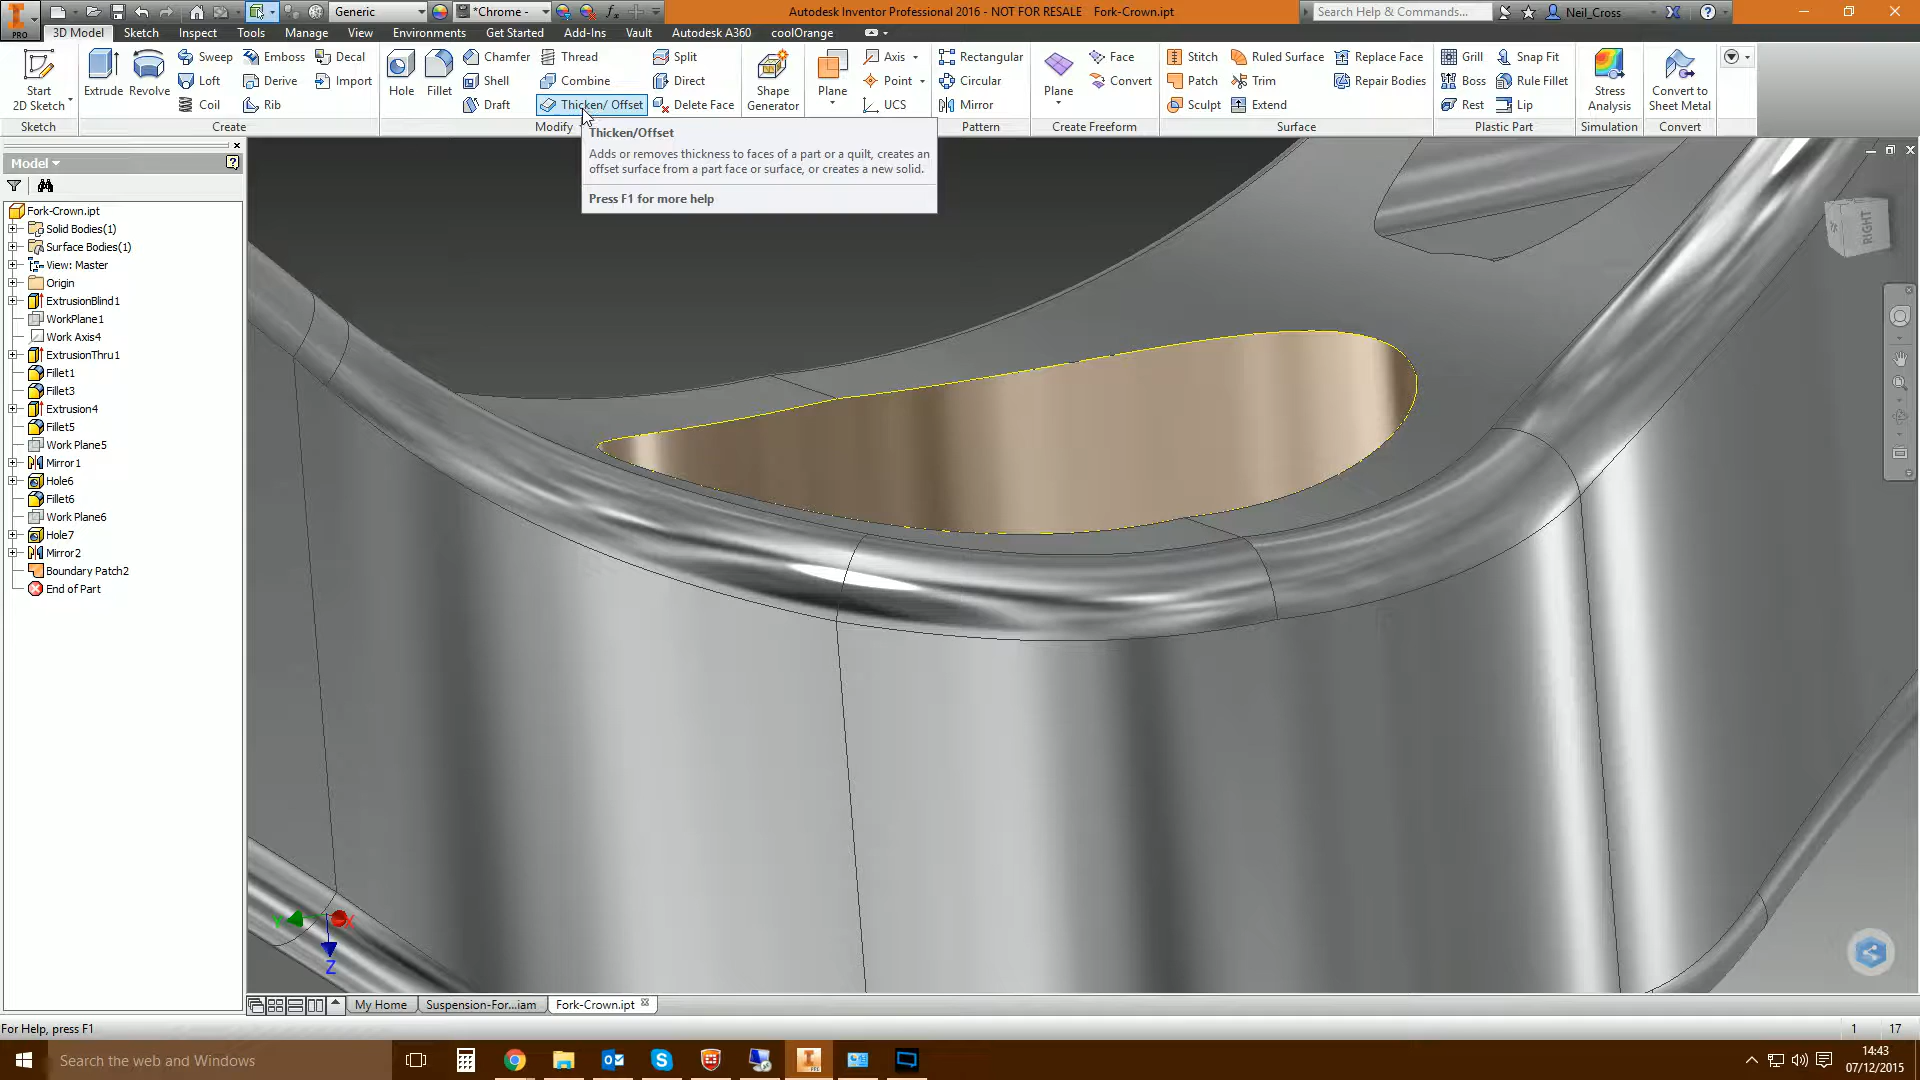 PRO
Generic
*Chrome -
Autodesk Inventor Professional 2016 - NOT FOR RESALE Fork-Crown.ipt
Search Help & Commands...
Neil_Cross
3D Model
Sketch
Inspect
Tools
Manage
View
Environments
Get Started
Add-Ins
Vault
Autodesk A360
coolOrange
Start
2D Sketch
Sketch
Extrude
Revolve
Sweep
Loft
Coil
Emboss
Derive
Rib
Decal
Import
Create
Hole
Fillet
Chamfer
Shell
Draft
Thread
Combine
Thicken/ Offset
Split
Direct
Delete Face
Modify
Shape
Generator
Plane
Axis
Point
UCS
Rectangular
Circular
Mirror
Pattern
Plane
Face
Convert
Create Freeform
Stitch
Patch
Sculpt
Ruled Surface
Trim
Extend
Replace Face
Repair Bodies
Surface
Grill
Boss
Rest
Snap Fit
Rule Fillet
Lip
Plastic Part
Stress
Analysis
Simulation
Convert to
Sheet Metal
Convert
Thicken/Offset
Adds or removes thickness to faces of a part or a quilt, creates an
offset surface from a part face or surface, or creates a new solid.
Press F1 for more help
Model
Fork-Crown.ipt
Solid Bodies(1)
Surface Bodies(1)
View: Master
Origin
ExtrusionBlind1
WorkPlane1
Work Axis4
ExtrusionThru1
Fillet1
Fillet3
Extrusion4
Fillet5
Work Plane5
Mirror1
Hole6
Fillet6
Work Plane6
Hole7
Mirror2
Boundary Patch2
End of Part
RIGHT
Y
X
Z
My Home
Suspension-For...iam
Fork-Crown.ipt
For Help, press F1
1
17
Search the web and Windows
14:43
07/12/2015